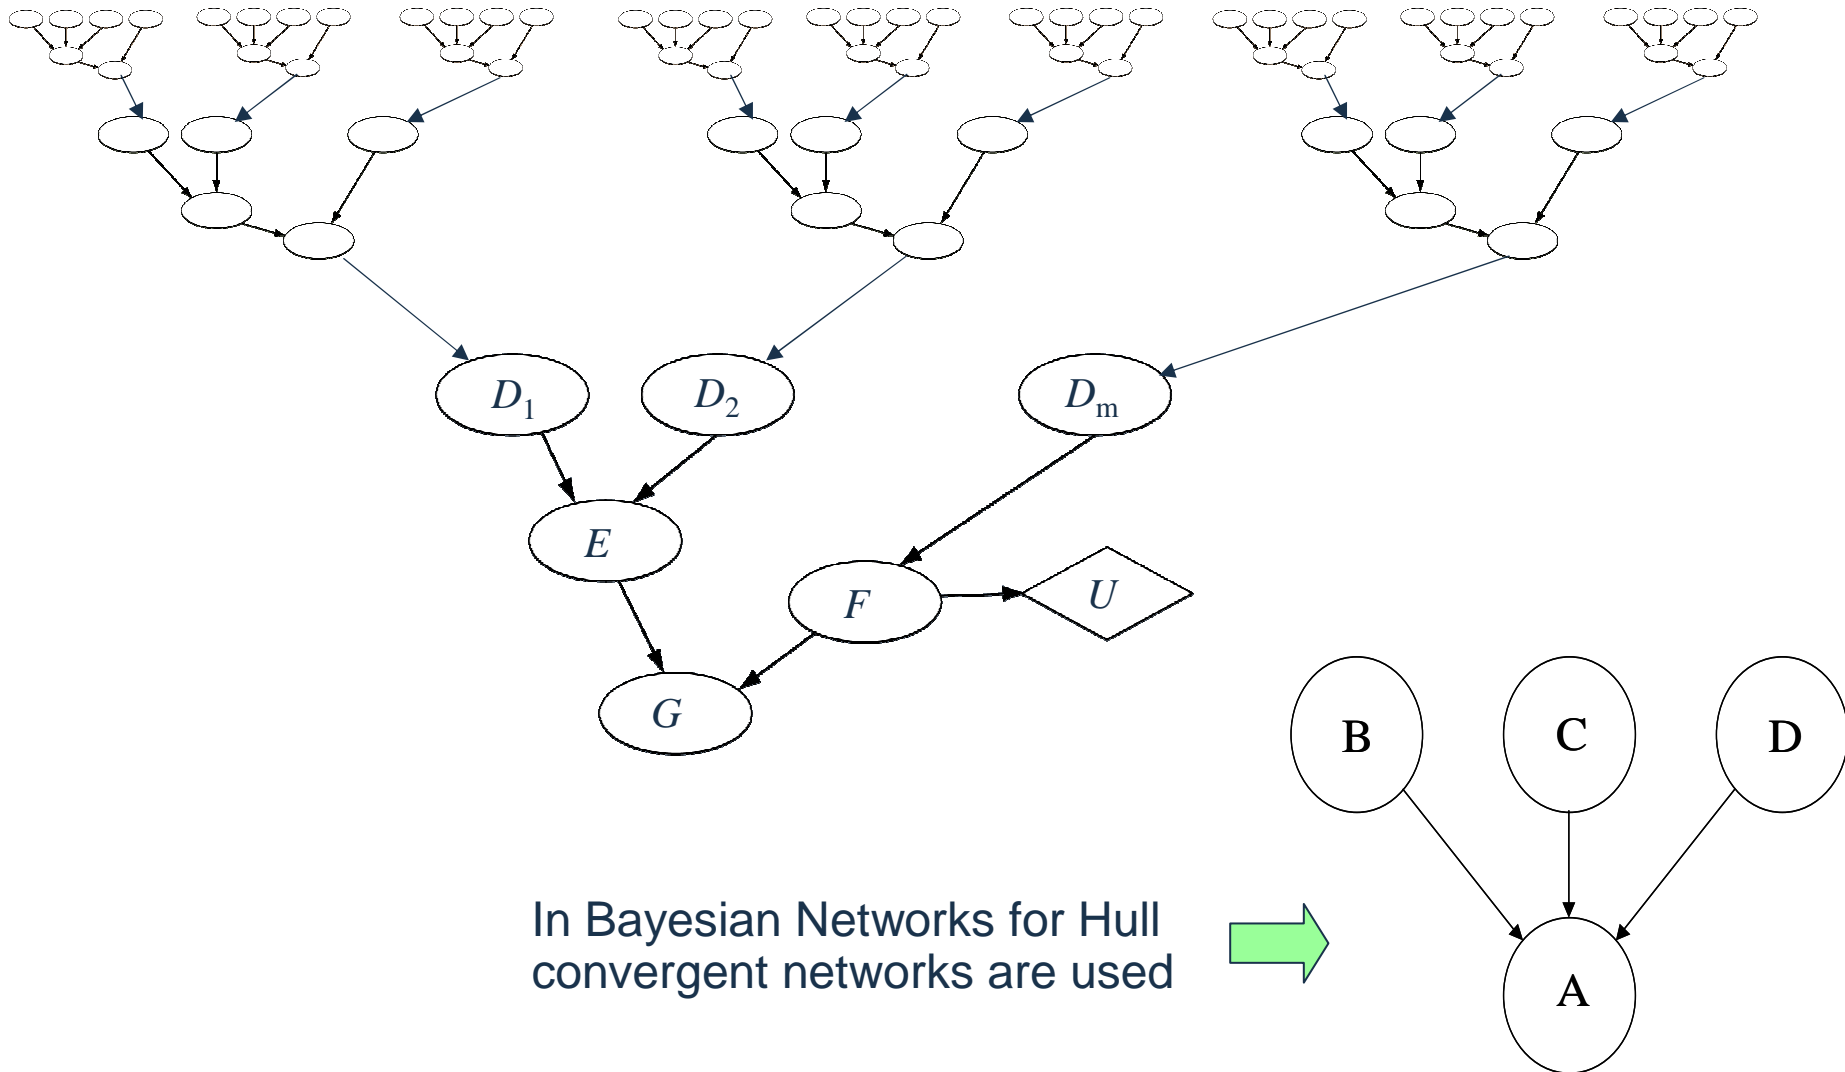 D1 D2 Dm
E
F U
G
B C D
In Bayesian Networks for Hull
convergent networks are used
A